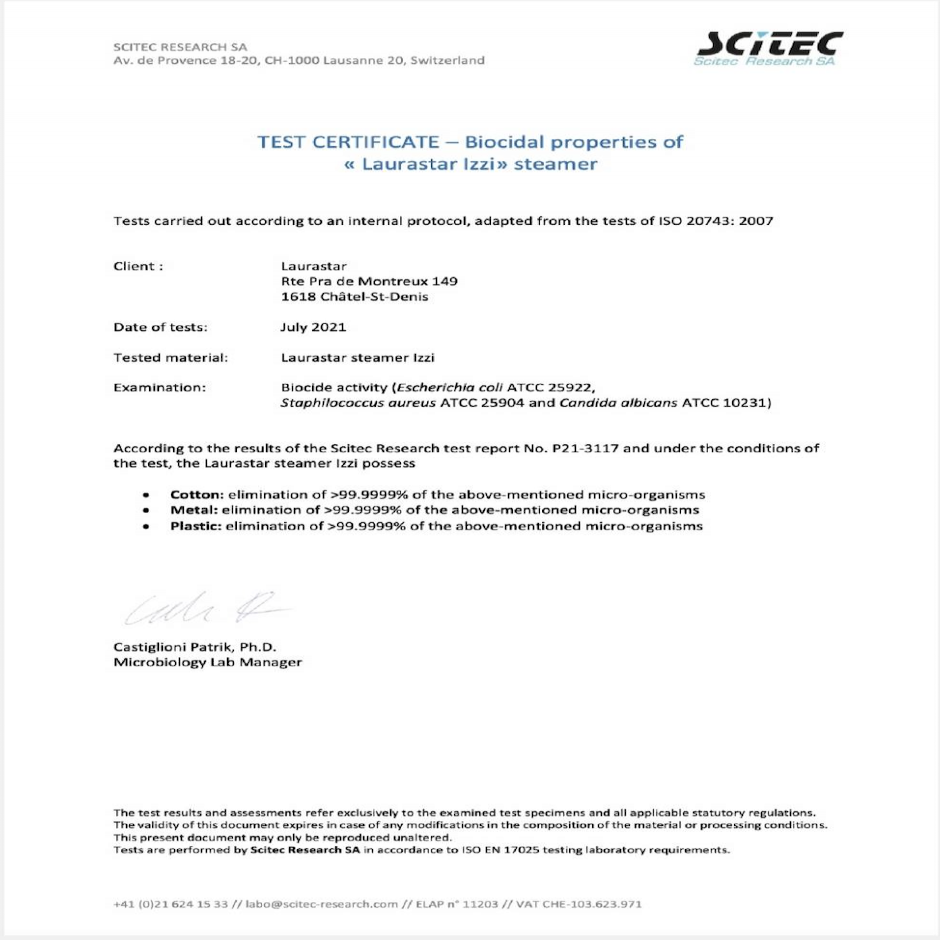 SCITEC RESEARCH SA
Av. de Provence 18-20, CH-1000 Lausanne 20, Switzerland
SCITEC
Scitec Research SA
TEST CERTIFICATE – Biocidal properties of
« Laurastar Izzi» steamer
Tests carried out according to an internal protocol, adapted from the tests of ISO 20743: 2007
Client : Laurastar
Rte Pra de Montreux 149
1618 Châtel-St-Denis
Date of tests: July 2021
Tested material: Laurastar steamer Izzi
Examination: Biocide activity (Escherichia coli ATCC 25922,
Staphilococcus aureus ATCC 25904 and Candida albicans ATCC 10231)
According to the results of the Scitec Research test report No. P21-3117 and under the conditions of
the test, the Laurastar steamer Izzi possess
• Cotton: elimination of >99.9999% of the above-mentioned micro-organisms
• Metal: elimination of >99.9999% of the above-mentioned micro-organisms
• Plastic: elimination of >99.9999% of the above-mentioned micro-organisms
Castiglioni Patrik, Ph.D.
Microbiology Lab Manager
The test results and assessments refer exclusively to the examined test specimens and all applicable statutory regulations.
The validity of this document expires in case of any modifications in the composition of the material or processing conditions.
This present document may only be reproduced unaltered.
Tests are performed by Scitec Research SA in accordance to ISO EN 17025 testing laboratory requirements.
+41 (0)21 624 15 33 // labo@scitec-research.com // ELAP n° 11203 // VAT CHE-103.623.971